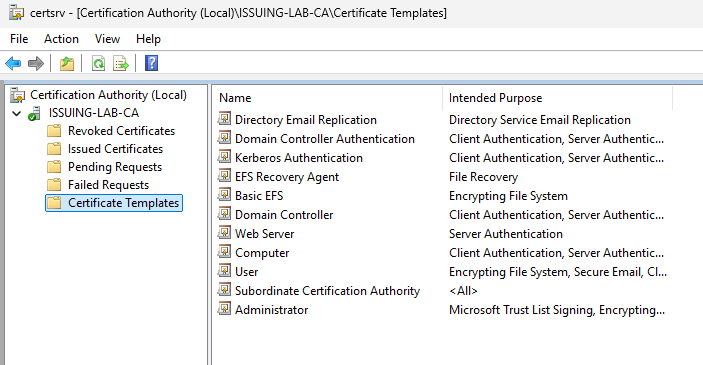 certsrv - [Certification Authority (Local)\ISSUING-LAB-CA\Certificate Templates]
File Action View Help
Certification Authority (Local)
ISSUING-LAB-CA
Revoked Certificates
Issued Certificates
Pending Requests
Failed Requests
Certificate Templates
Name Intended Purpose
Directory Email Replication Directory Service Email Replication
Domain Controller Authentication Client Authentication, Server Authentic...
Kerberos Authentication Client Authentication, Server Authentic...
EFS Recovery Agent File Recovery
Basic EFS Encrypting File System
Domain Controller Client Authentication, Server Authentic...
Web Server Server Authentication
Computer Client Authentication, Server Authentic...
User Encrypting File System, Secure Email, Cl...
Subordinate Certification Authority <All>
Administrator Microsoft Trust List Signing, Encrypting...